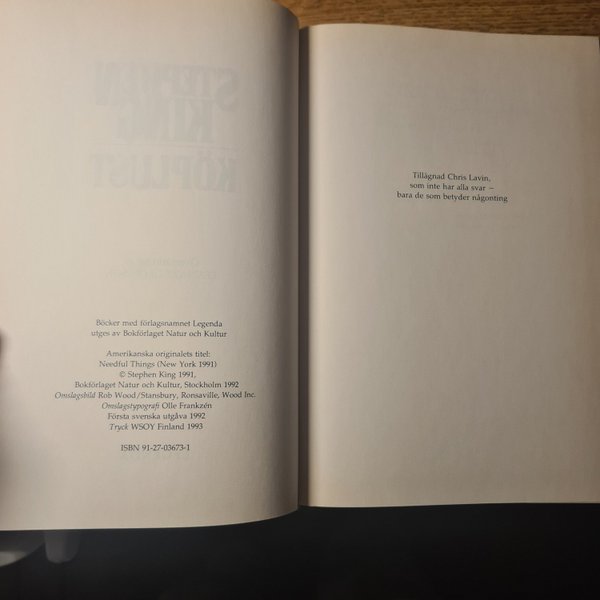 STEPHEN
KING
KÖPLUST
Böcker med förlagsnamnet Legenda
utges av Bokförlaget Natur och Kultur
Amerikanska originalets titel:
Needful Things (New York 1991)
© Stephen King 1991,
Bokförlaget Natur och Kultur, Stockholm 1992
Omslagsbild Rob Wood/Stansbury, Ronsaville, Wood Inc.
Omslagstypografi Olle Frankzén
Första svenska utgåva 1992
Tryck WSOY Finland 1993
ISBN 91-27-03673-1
Tillägnad Chris Lavin,
som inte har alla svar –
bara de som betyder någonting